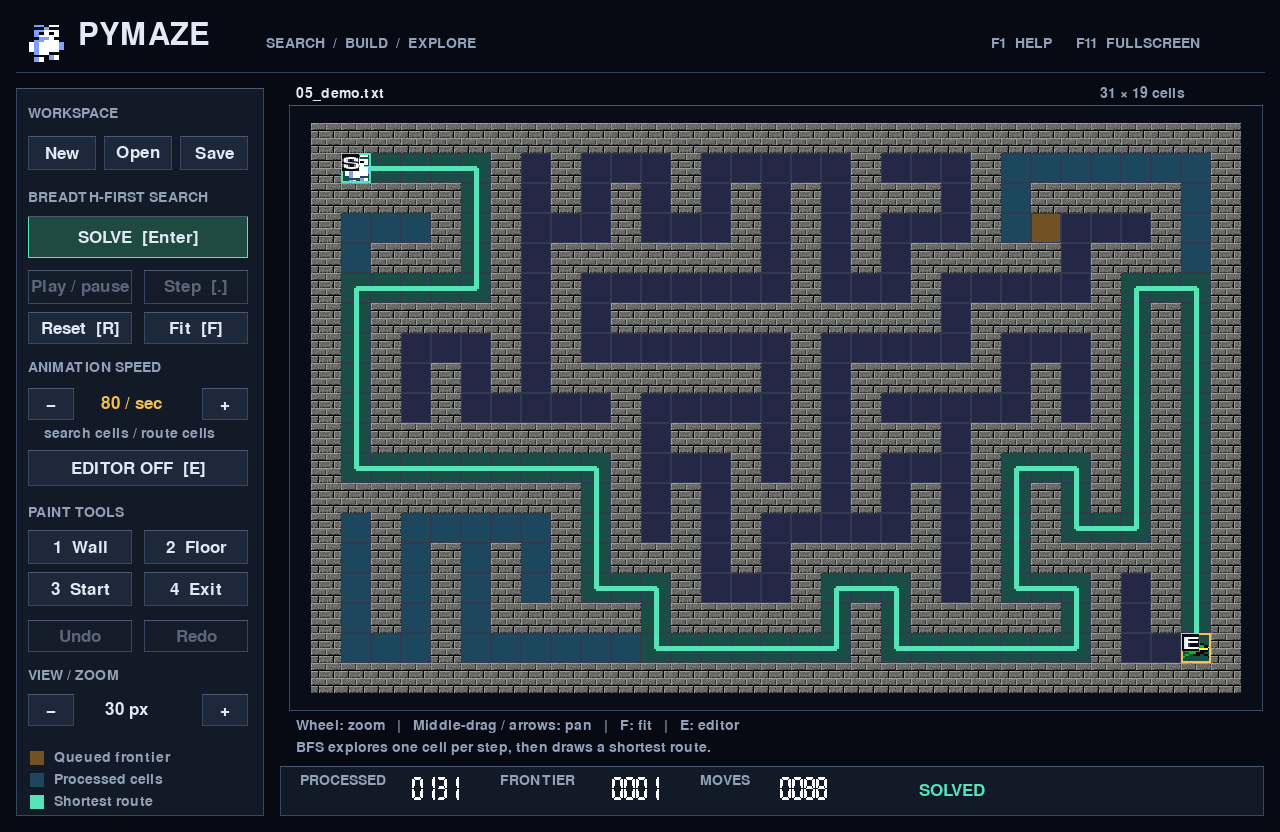 PYMAZE
SEARCH / BUILD / EXPLORE
F1 HELP F11 FULLSCREEN
WORKSPACE
New Open Save
BREADTH-FIRST SEARCH
SOLVE [Enter]
Play / pause Step [.]
Reset [R] Fit [F]
ANIMATION SPEED
− 80 / sec +
search cells / route cells
EDITOR OFF [E]
PAINT TOOLS
1 Wall 2 Floor
3 Start 4 Exit
Undo Redo
VIEW / ZOOM
− 30 px +
Queued frontier
Processed cells
Shortest route
05_demo.txt 31 × 19 cells
S
E
Wheel: zoom | Middle-drag / arrows: pan | F: fit | E: editor
BFS explores one cell per step, then draws a shortest route.
PROCESSED 0131 FRONTIER 0001 MOVES 0088 SOLVED